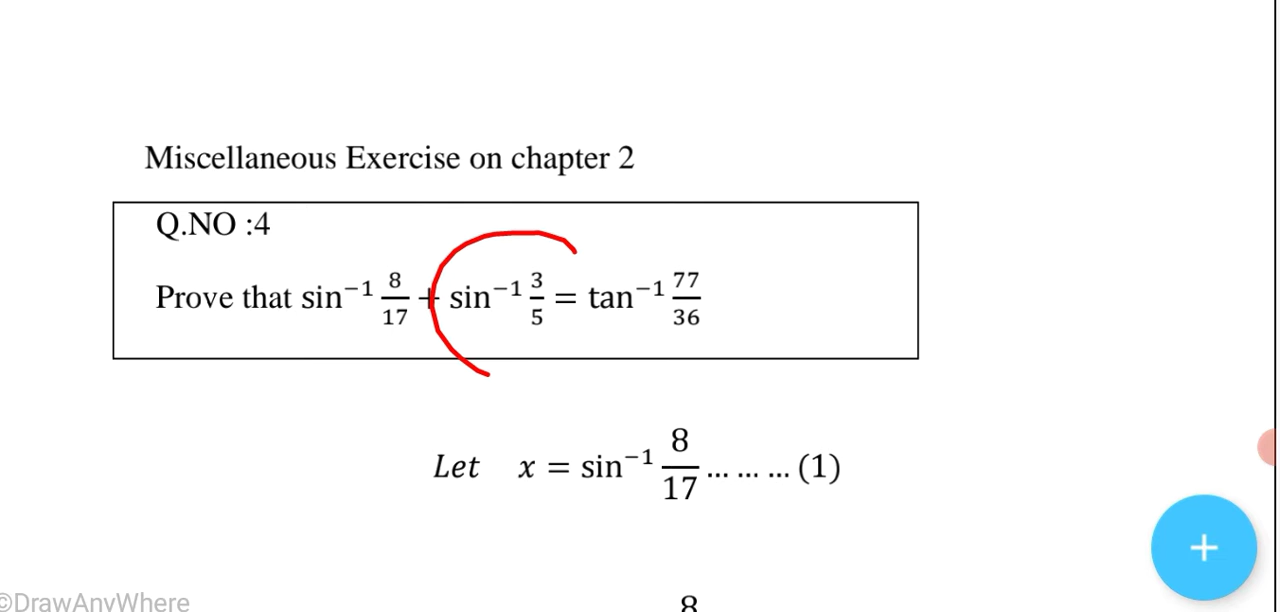 Miscellaneous Exercise on chapter 2
Q.NO :4
Prove that sin⁻¹ 8/17 + sin⁻¹ 3/5 = tan⁻¹ 77/36
Let x = sin⁻¹ 8/17 ... ... ... (1)
8
©DrawAnyWhere